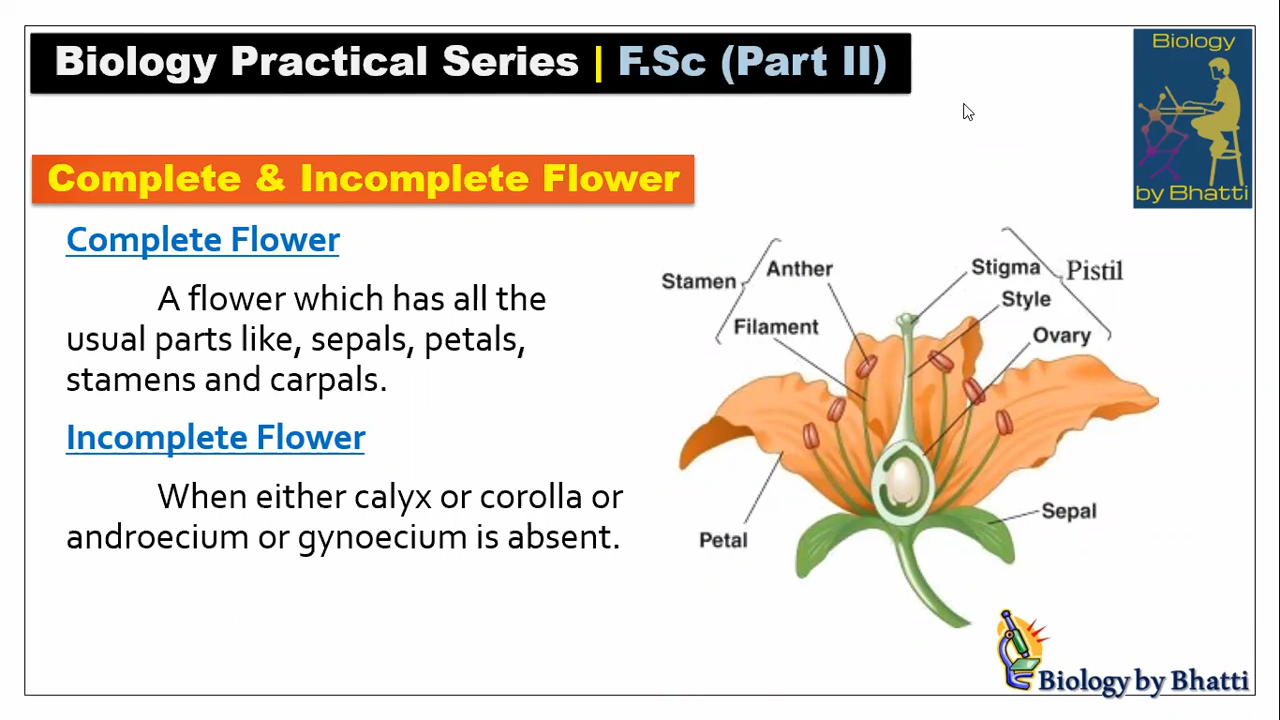 Biology Practical Series | F.Sc (Part II)
Biology
by Bhatti
Complete & Incomplete Flower
Complete Flower
A flower which has all the
usual parts like, sepals, petals,
stamens and carpals.
Incomplete Flower
When either calyx or corolla or
androecium or gynoecium is absent.
Stamen
Anther
Filament
Stigma
Pistil
Style
Ovary
Petal
Sepal
Biology by Bhatti